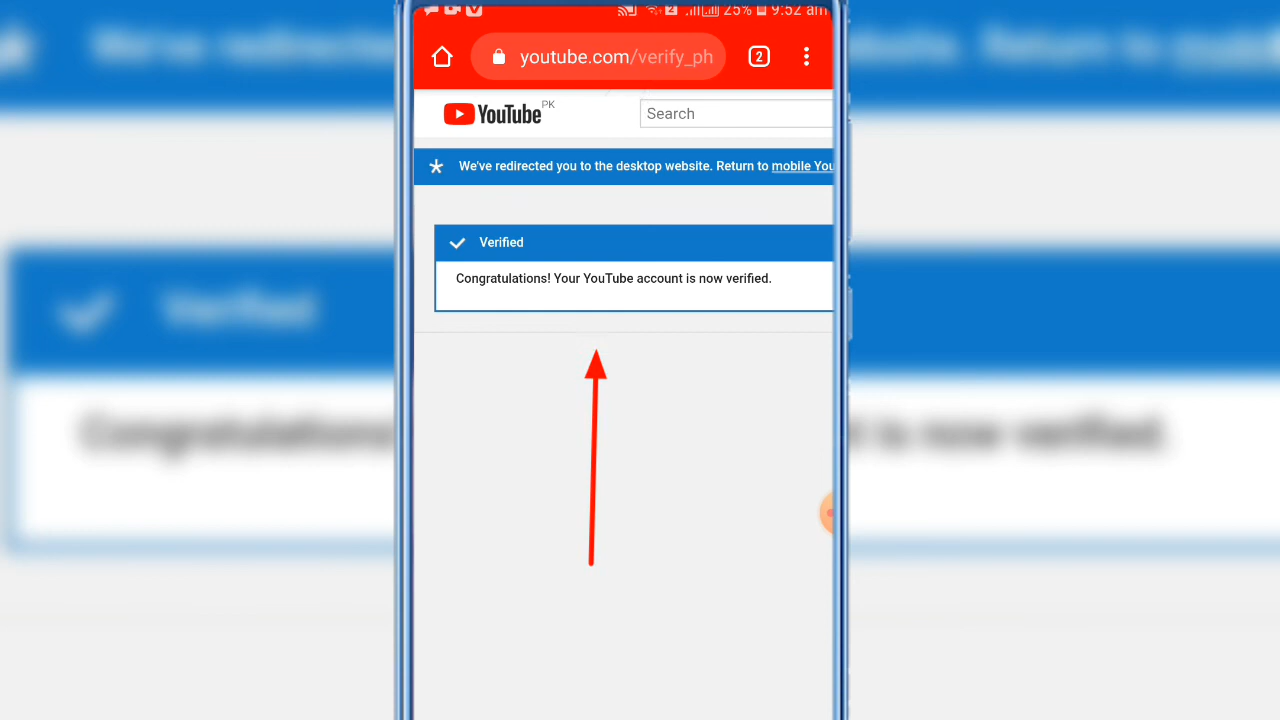 25% 9:52 am
youtube.com/verify_ph
2
YouTube PK
Search
We've redirected you to the desktop website. Return to mobile You
Verified
Congratulations! Your YouTube account is now verified.